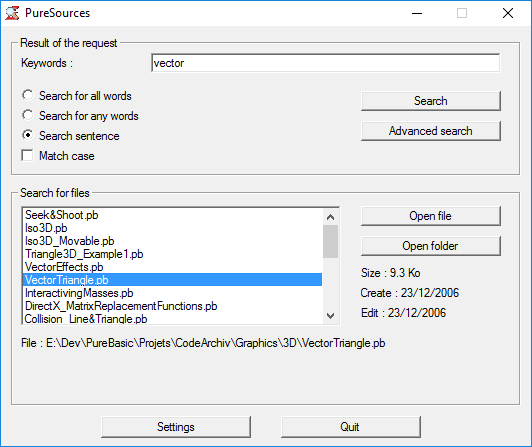 PureSources
Result of the request
Keywords :
vector
Search for all words
Search for any words
Search sentence
Match case
Search
Advanced search
Search for files
Seek&Shoot.pb
Iso3D.pb
Iso3D_Movable.pb
Triangle3D_Example1.pb
VectorEffects.pb
VectorTriangle.pb
InteractivingMasses.pb
DirectX_MatrixReplacementFunctions.pb
Collision_Line&Triangle.pb
Open file
Open folder
Size : 9.3 Ko
Create : 23/12/2006
Edit : 23/12/2006
File : E:\Dev\PureBasic\Projets\CodeArchiv\Graphics\3D\VectorTriangle.pb
Settings
Quit